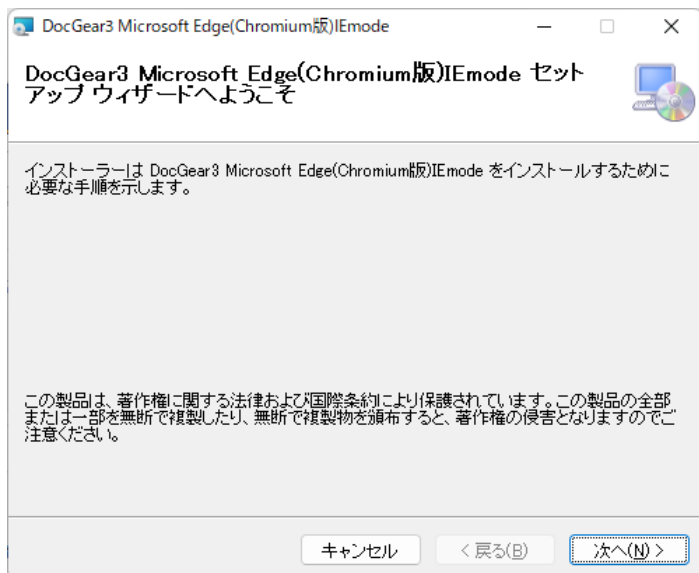 DocGear3 Microsoft Edge(Chromium版)IEmode
DocGear3 Microsoft Edge(Chromium版)IEmode セット
アップ ウィザードへようこそ
インストーラーは DocGear3 Microsoft Edge(Chromium版)IEmode をインストールするために
必要な手順を示します。
この製品は、著作権に関する法律および国際条約により保護されています。この製品の全部
または一部を無断で複製したり、無断で複製物を頒布すると、著作権の侵害となりますのでご
注意ください。
キャンセル
< 戻る(B)
次へ(N) >